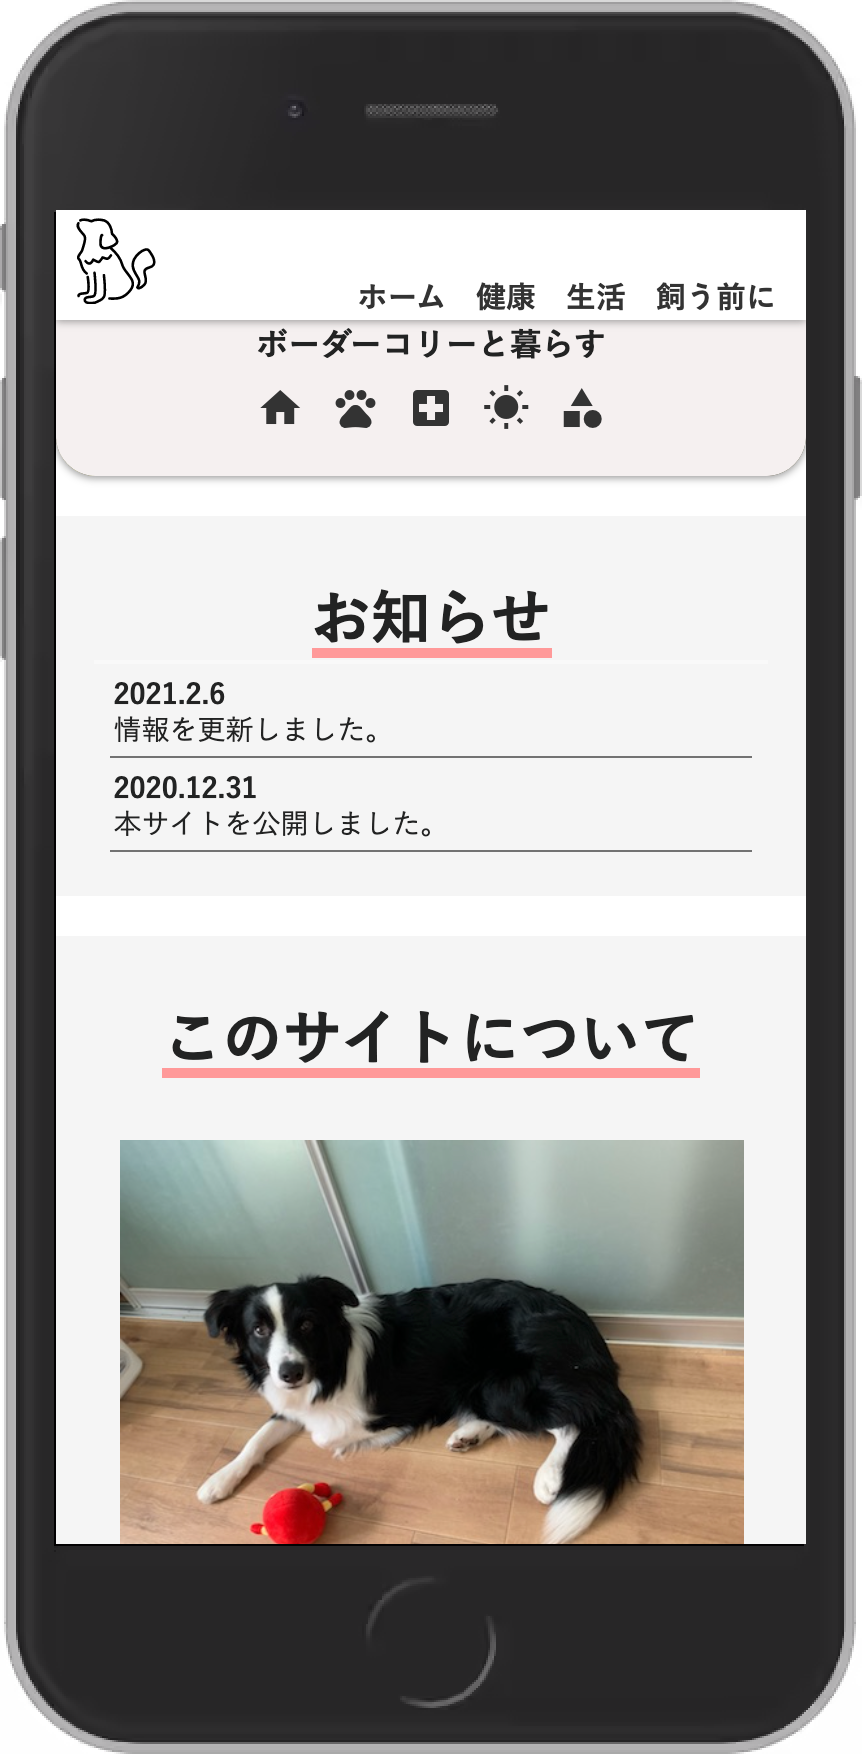 ホーム 健康 生活 飼う前に
ボーダーコリーと暮らす
お知らせ
2021.2.6
情報を更新しました。
2020.12.31
本サイトを公開しました。
このサイトについて